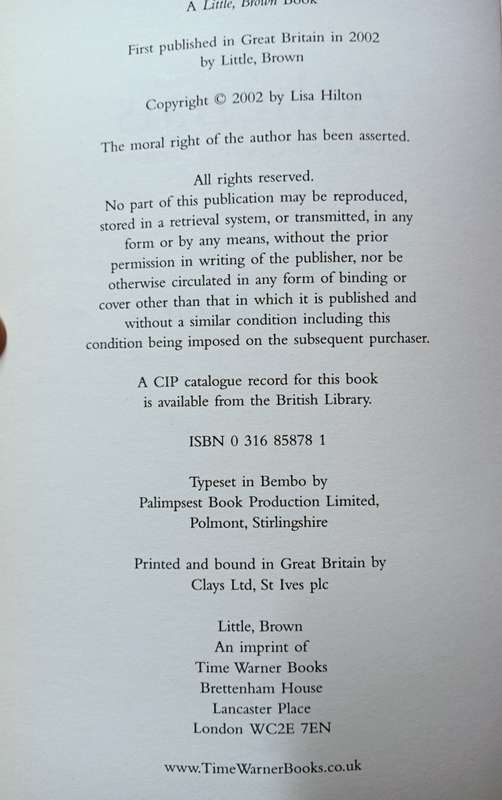 A Little, Brown Book
First published in Great Britain in 2002
by Little, Brown
Copyright © 2002 by Lisa Hilton
The moral right of the author has been asserted.
All rights reserved.
No part of this publication may be reproduced,
stored in a retrieval system, or transmitted, in any
form or by any means, without the prior
permission in writing of the publisher, nor be
otherwise circulated in any form of binding or
cover other than that in which it is published and
without a similar condition including this
condition being imposed on the subsequent purchaser.
A CIP catalogue record for this book
is available from the British Library.
ISBN 0 316 85878 1
Typeset in Bembo by
Palimpsest Book Production Limited,
Polmont, Stirlingshire
Printed and bound in Great Britain by
Clays Ltd, St Ives plc
Little, Brown
An imprint of
Time Warner Books
Brettenham House
Lancaster Place
London WC2E 7EN
www.TimeWarnerBooks.co.uk